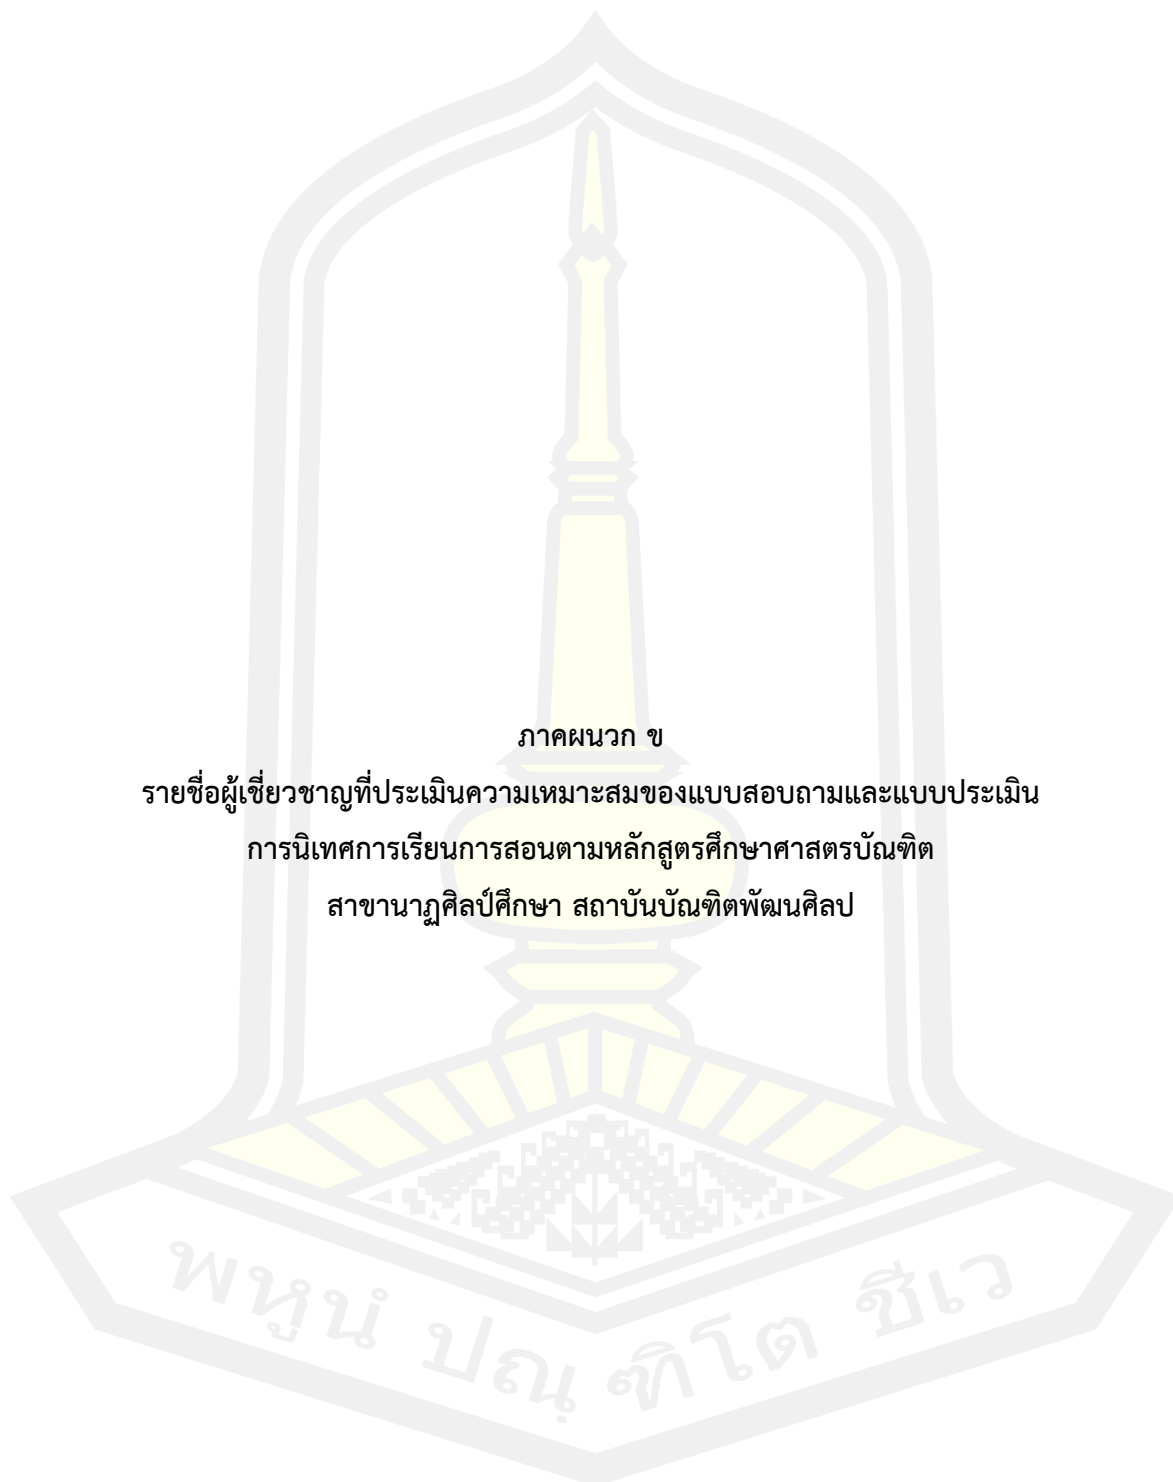 ภาคผนวก ข
รายชื่อผู้เชี่ยวชาญที่ประเมินความเหมาะสมของแบบสอบถามและแบบประเมิน
การนิเทศการเรียนการสอนตามหลักสูตรศึกษาศาสตรบัณฑิต
สาขานาฏศิลป์ศึกษา สถาบันบัณฑิตพัฒนศิลป
พหูนํ ปณฺฑิโต ชีเว